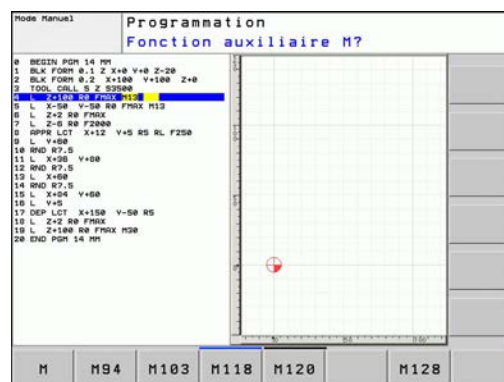 Mode Manuel
Programmation
Fonction auxiliaire M?
0 BEGIN PGM 14 MM
1 BLK FORM 0.1 Z X+0 Y+0 Z-20
2 BLK FORM 0.2 X+100 Y+100 Z+0
3 TOOL CALL 5 Z S3500
4 L Z+100 R0 FMAX M13
5 L X-50 Y-50 R0 FMAX M13
6 L Z+2 R0 FMAX
7 L Z-6 R0 F2000
8 APPR LCT X+12 Y+5 R5 RL F250
9 L Y+60
10 RND R7.5
11 L X+36 Y+80
12 RND R7.5
13 L X+60
14 RND R7.5
15 L X+84 Y+60
16 L Y+5
17 DEP LCT X+150 Y-50 R5
18 L Z+2 R0 FMAX
19 L Z+100 R0 FMAX M30
20 END PGM 14 MM
M M94 M103 M118 M120 M128